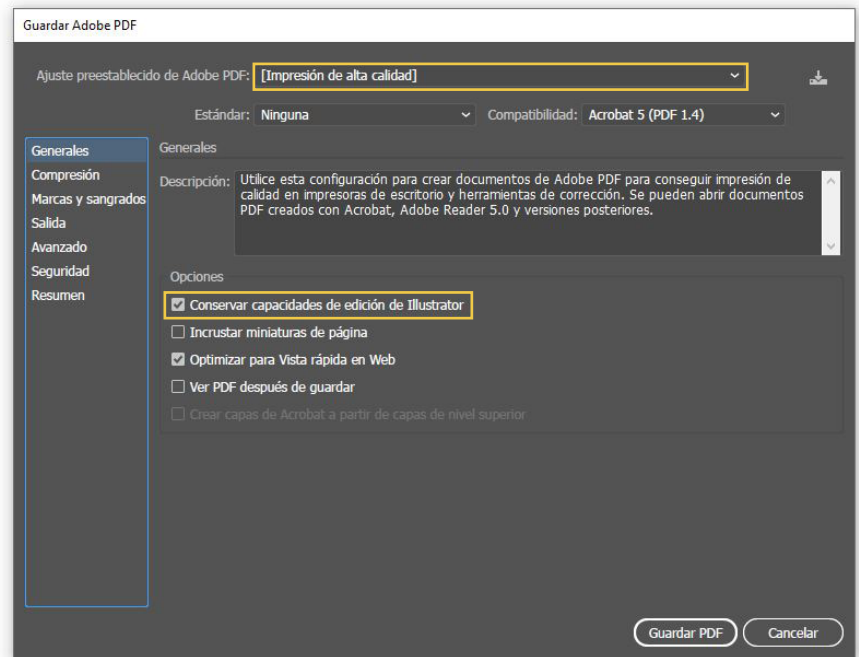 Guardar Adobe PDF
Ajuste preestablecido de Adobe PDF: [Impresión de alta calidad]
Estándar: Ninguna Compatibilidad: Acrobat 5 (PDF 1.4)
Generales
Compresión
Marcas y sangrados
Salida
Avanzado
Seguridad
Resumen
Generales
Descripción: Utilice esta configuración para crear documentos de Adobe PDF para conseguir impresión de
calidad en impresoras de escritorio y herramientas de corrección. Se pueden abrir documentos
PDF creados con Acrobat, Adobe Reader 5.0 y versiones posteriores.
Opciones
Conservar capacidades de edición de Illustrator
Incrustar miniaturas de página
Optimizar para Vista rápida en Web
Ver PDF después de guardar
Crear capas de Acrobat a partir de capas de nivel superior
Guardar PDF Cancelar